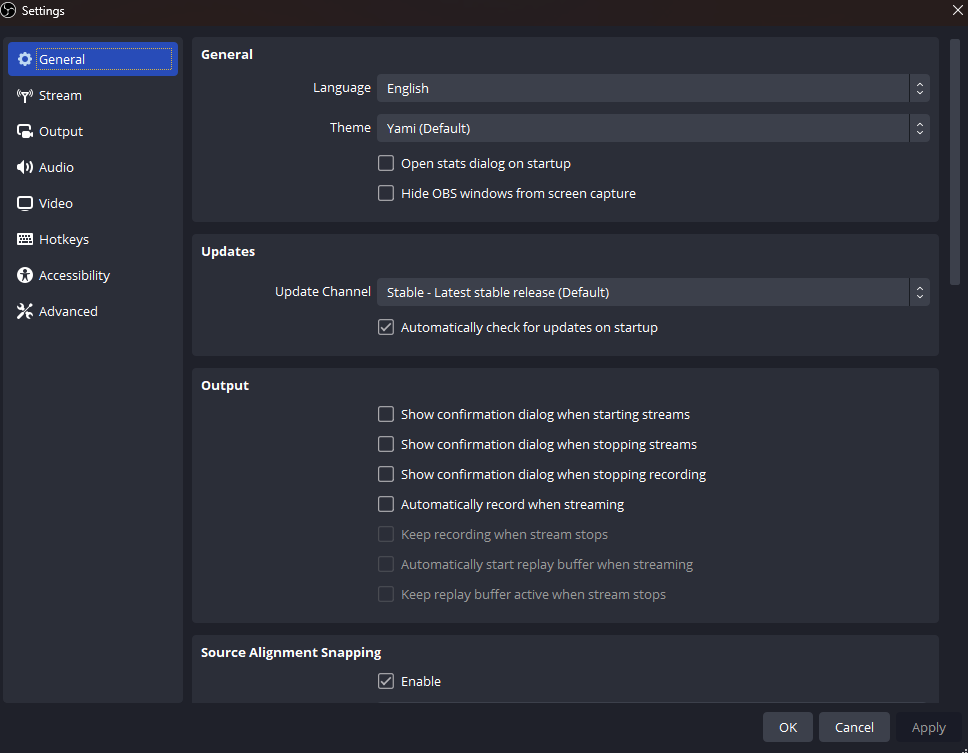 Settings
General
Stream
Output
Audio
Video
Hotkeys
Accessibility
Advanced
General
Language English
Theme Yami (Default)
Open stats dialog on startup
Hide OBS windows from screen capture
Updates
Update Channel Stable - Latest stable release (Default)
Automatically check for updates on startup
Output
Show confirmation dialog when starting streams
Show confirmation dialog when stopping streams
Show confirmation dialog when stopping recording
Automatically record when streaming
Keep recording when stream stops
Automatically start replay buffer when streaming
Keep replay buffer active when stream stops
Source Alignment Snapping
Enable
OK Cancel Apply